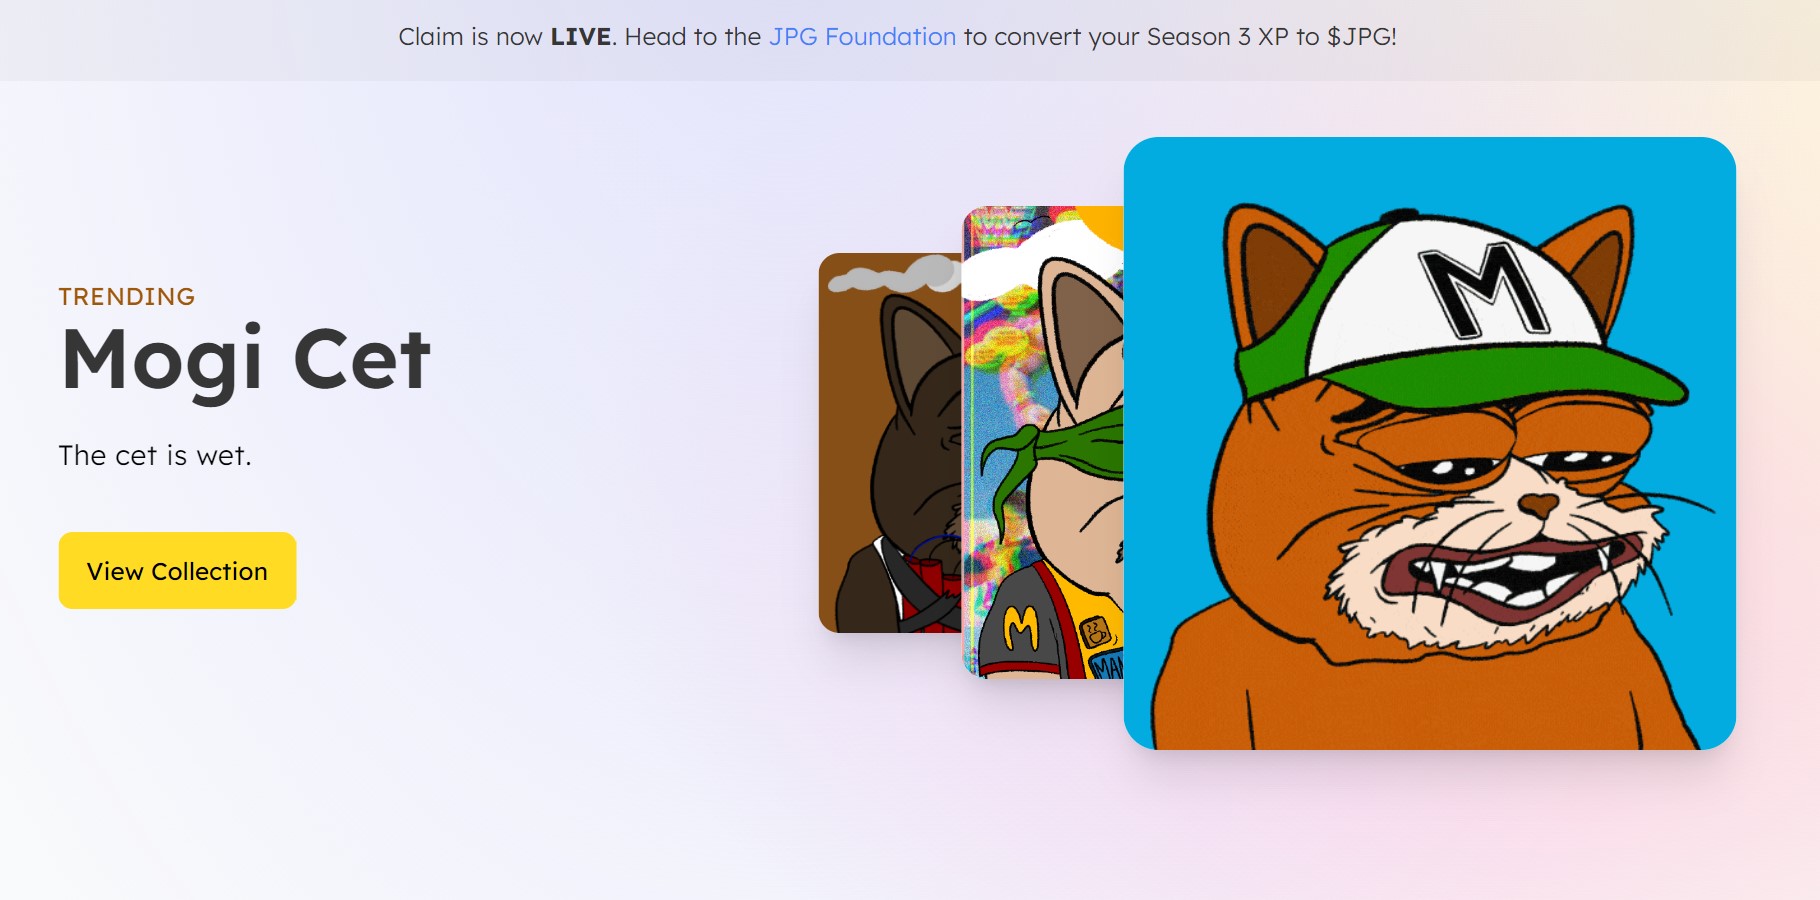 Claim is now LIVE. Head to the JPG Foundation to convert your Season 3 XP to $JPG!
TRENDING
Mogi Cet
The cet is wet.
View Collection
M
M